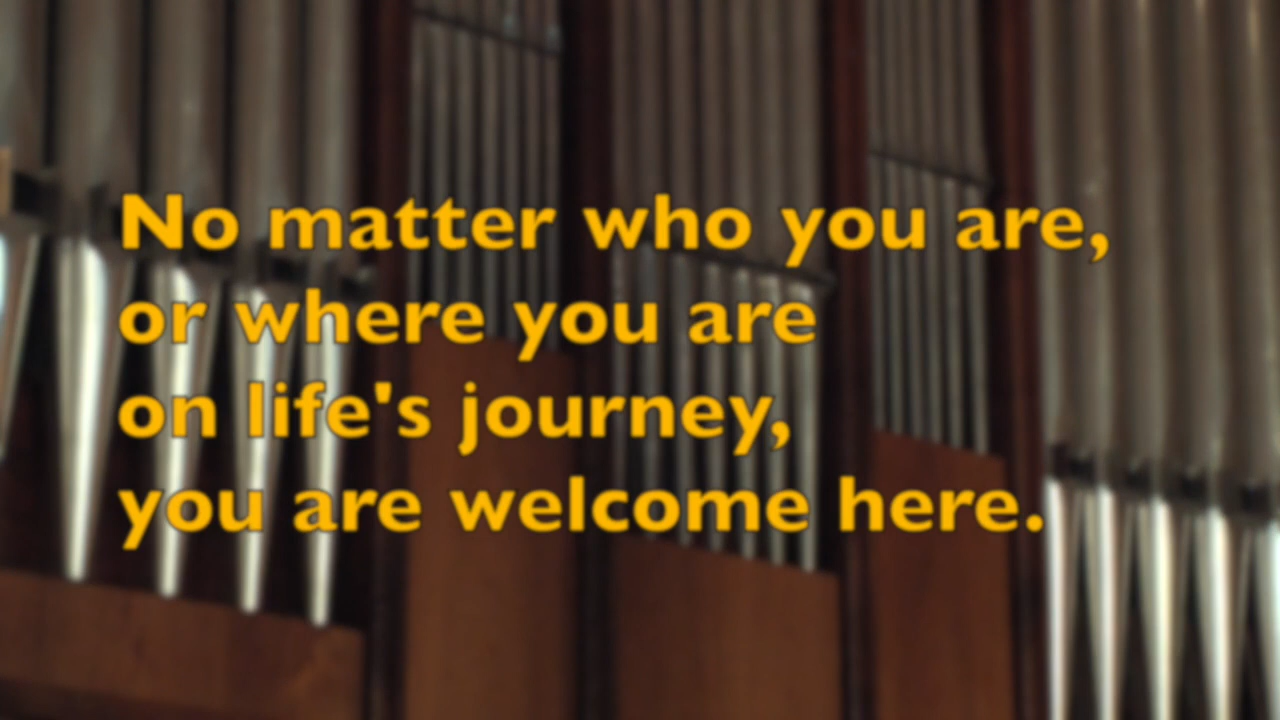 No matter who you are,
or where you are
on life's journey,
you are welcome here.